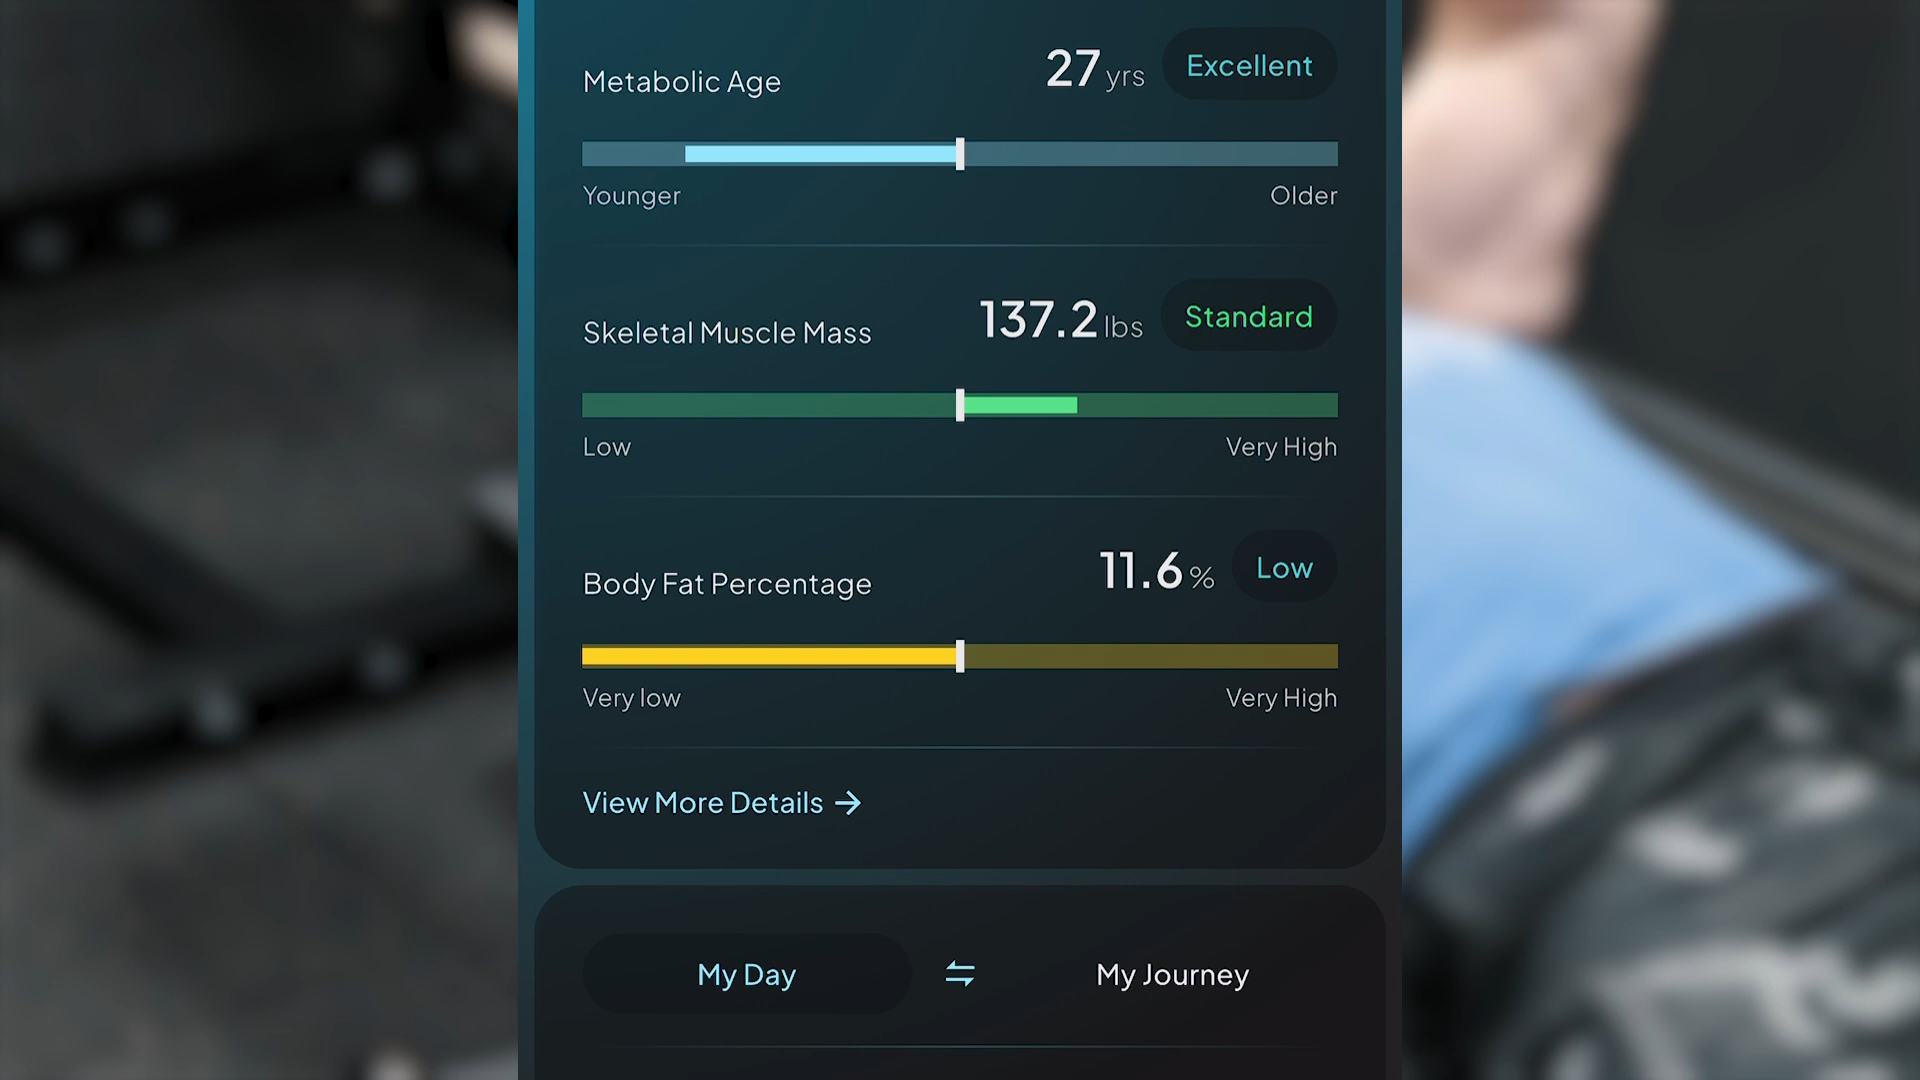 Metabolic Age 27 yrs Excellent
Younger Older
Skeletal Muscle Mass 137.2 lbs Standard
Low Very High
Body Fat Percentage 11.6 % Low
Very low Very High
View More Details →
My Day ⇆ My Journey